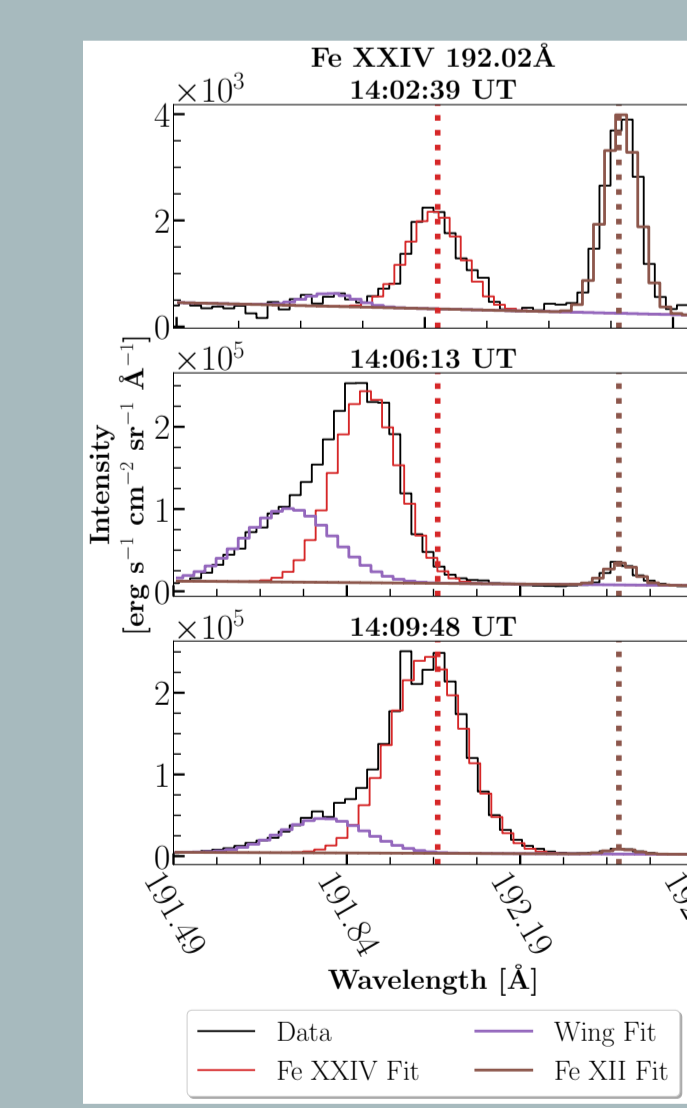 Fe XXIV 192.02Å
14:02:39 UT
×10³
4
2
0
14:06:13 UT
×10⁵
2
1
0
14:09:48 UT
×10⁵
2
1
0
Intensity
[erg s⁻¹ cm⁻² sr⁻¹ Å⁻¹]
191.49
191.84
192.19
Wavelength [Å]
Data
Wing Fit
Fe XXIV Fit
Fe XII Fit